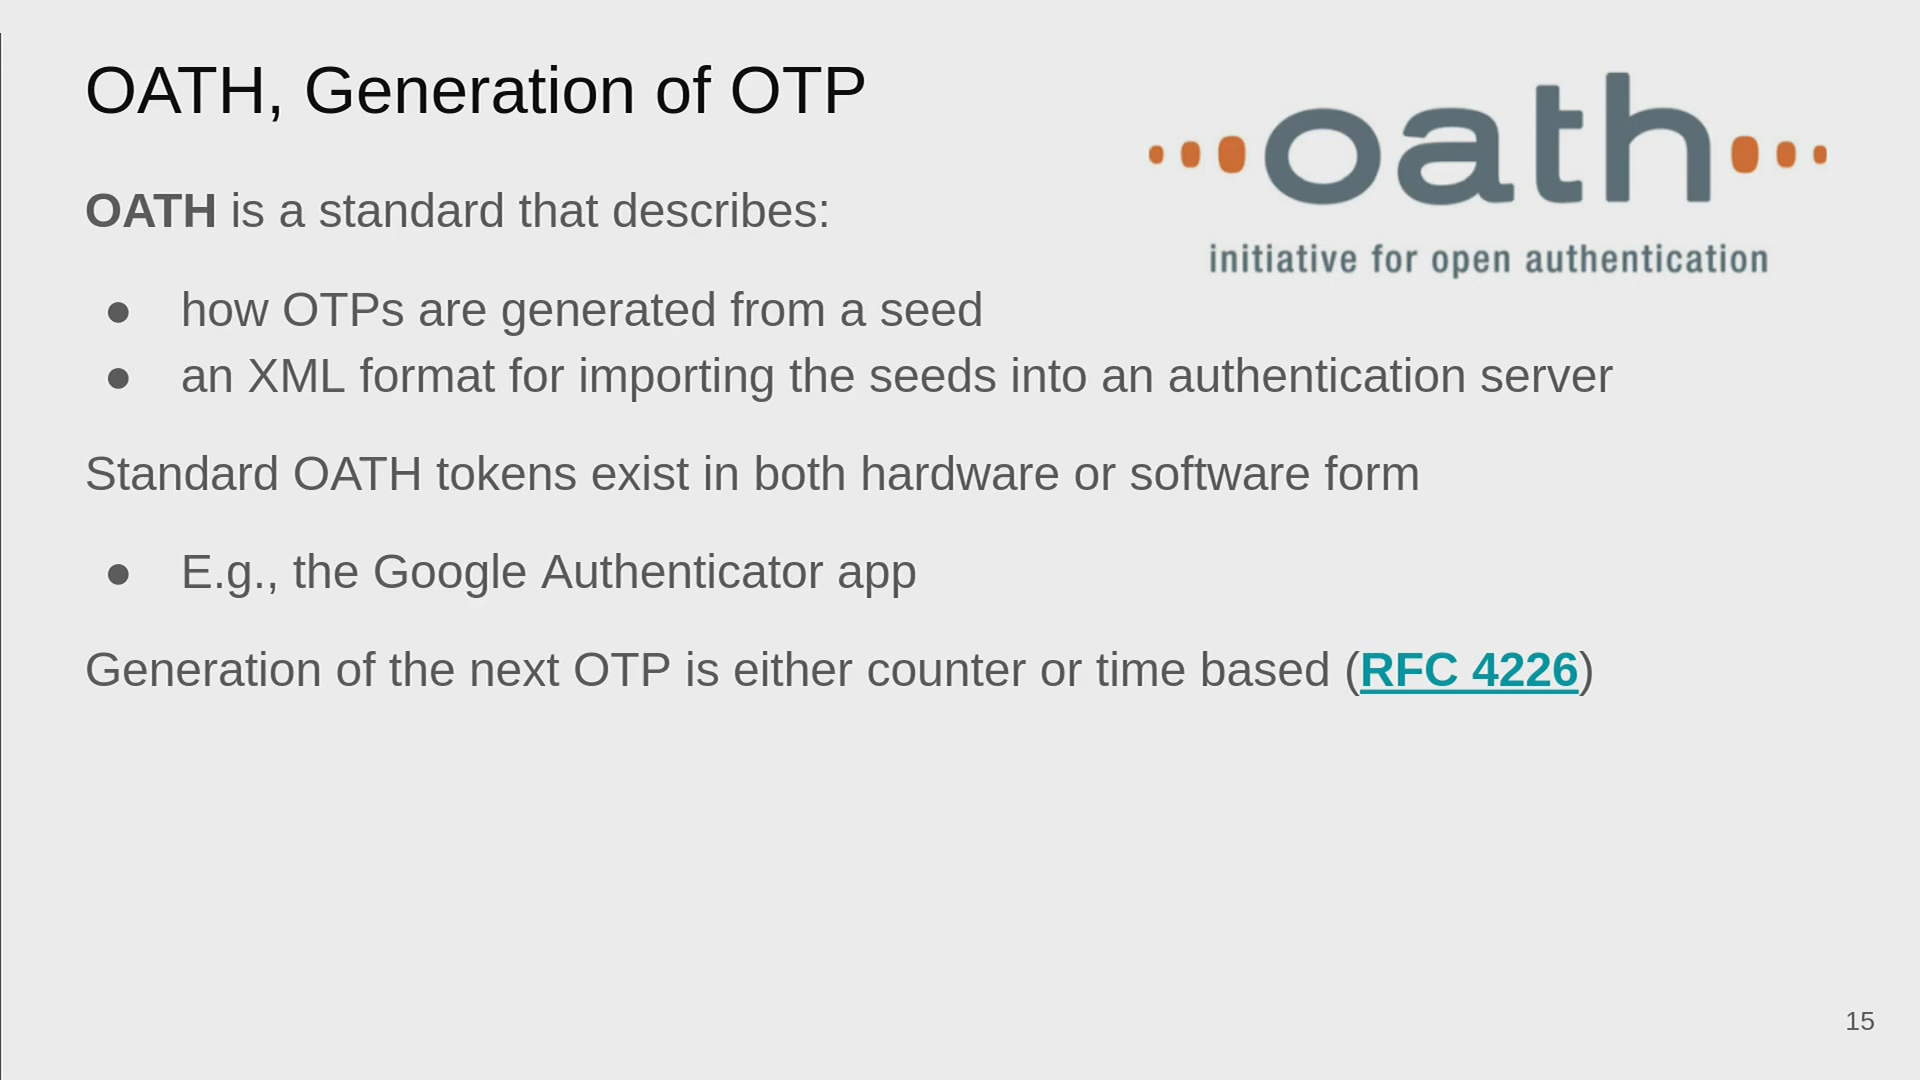 OATH, Generation of OTP
oath
initiative for open authentication
OATH is a standard that describes:
● how OTPs are generated from a seed
● an XML format for importing the seeds into an authentication server
Standard OATH tokens exist in both hardware or software form
● E.g., the Google Authenticator app
Generation of the next OTP is either counter or time based (RFC 4226)
15